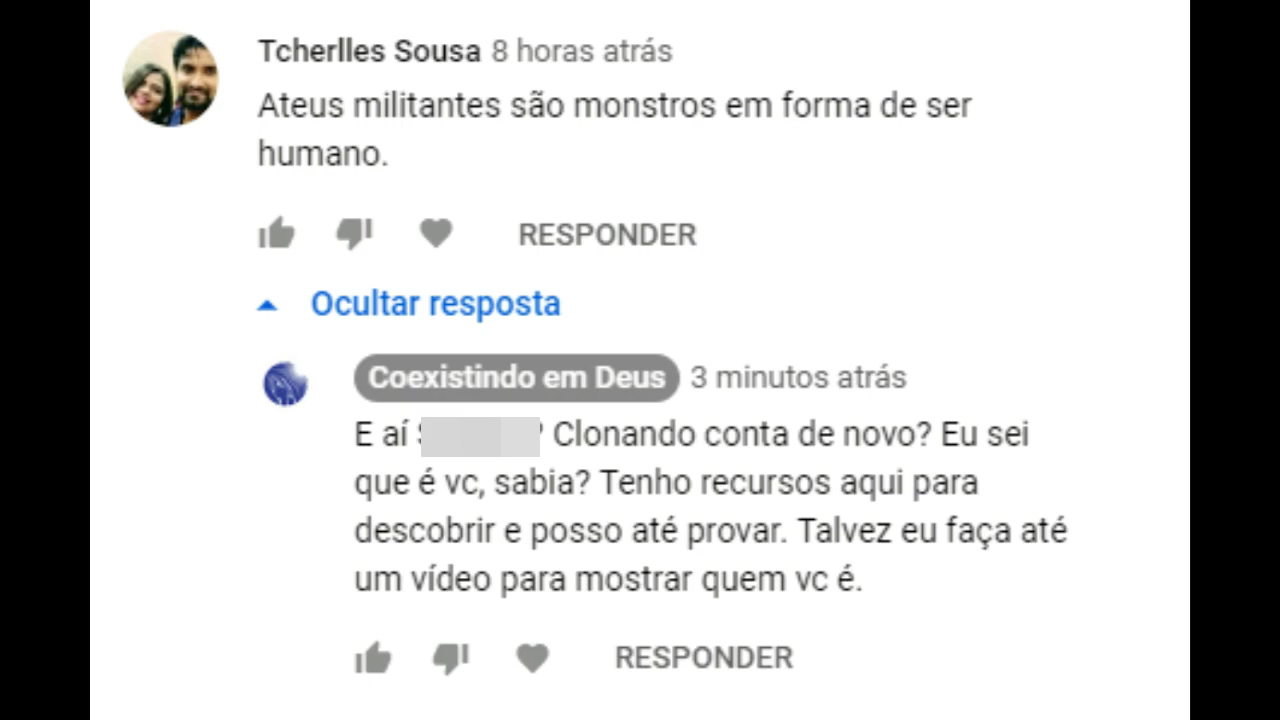 Tcherlles Sousa 8 horas atrás
Ateus militantes são monstros em forma de ser
humano.
RESPONDER
Ocultar resposta
Coexistindo em Deus 3 minutos atrás
E aí ? Clonando conta de novo? Eu sei
que é vc, sabia? Tenho recursos aqui para
descobrir e posso até provar. Talvez eu faça até
um vídeo para mostrar quem vc é.
RESPONDER